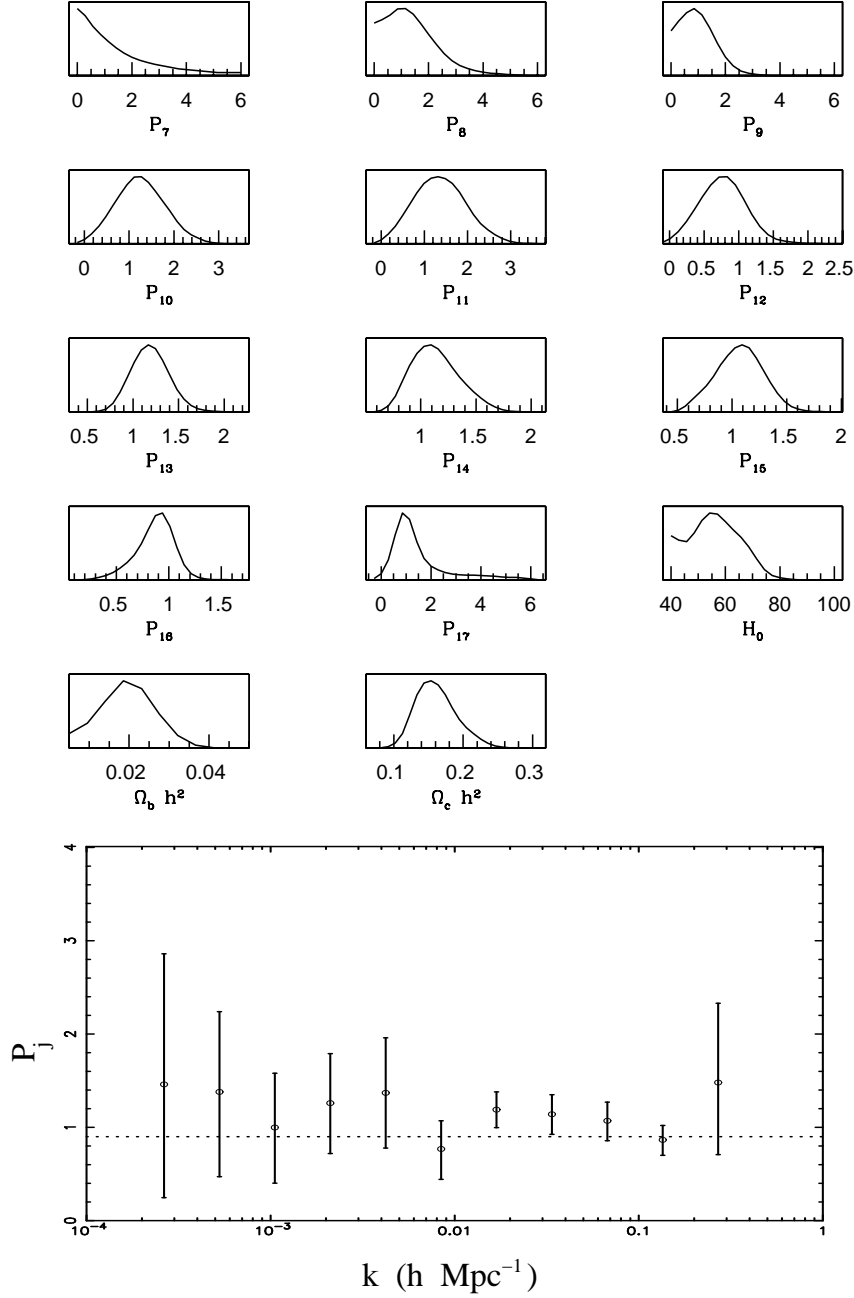 0 2 4 6 0 2 4 6 0 2 4 6
P₇ P₈ P₉
0 1 2 3 0 1 2 3 0 0.5 1 1.5 2 2.5
P₁₀ P₁₁ P₁₂
0.5 1 1.5 2 1 1.5 2 0.5 1 1.5 2
P₁₃ P₁₄ P₁₅
0.5 1 1.5 0 2 4 6 40 60 80 100
P₁₆ P₁₇ H₀
0.02 0.04 0.1 0.2 0.3
Ω_b h² Ω_c h²
4
3
2
1
0
P_j
10⁻⁴ 10⁻³ 0.01 0.1 1
k (h Mpc⁻¹)